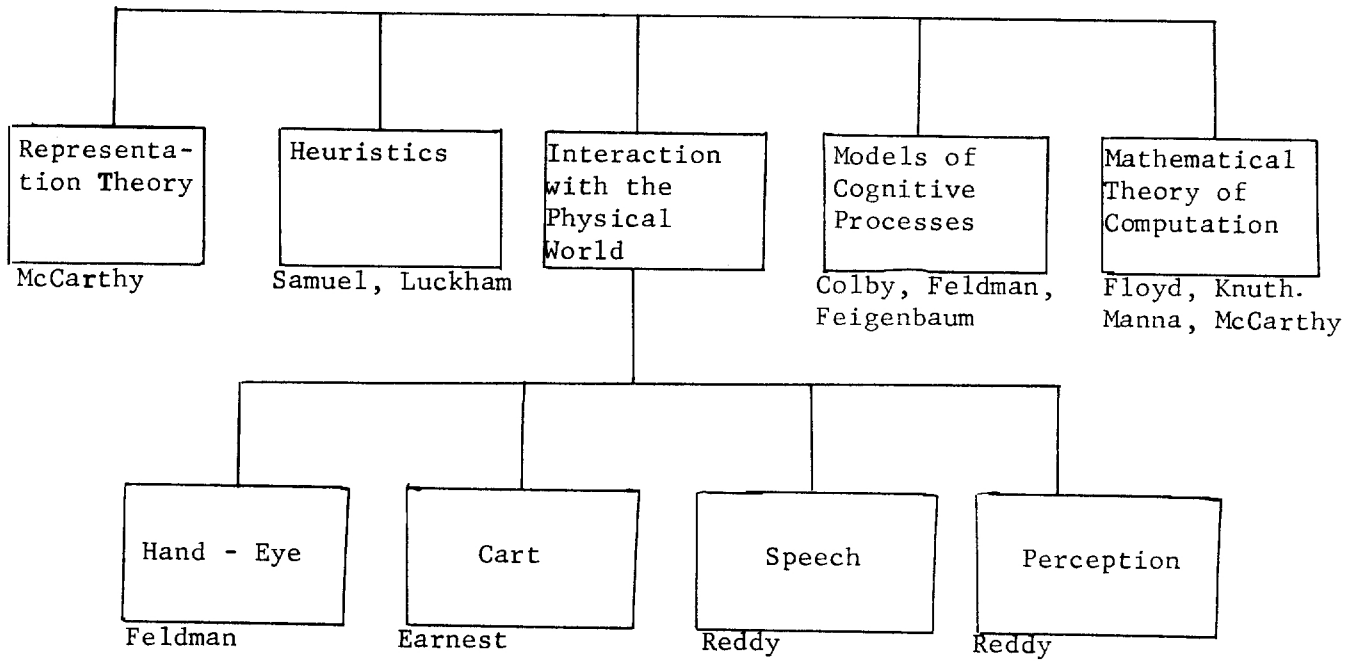 Representa-
tion Theory
McCarthy
Heuristics
Samuel, Luckham
Interaction
with the
Physical
World
Models of
Cognitive
Processes
Colby, Feldman,
Feigenbaum
Mathematical
Theory of
Computation
Floyd, Knuth.
Manna, McCarthy
Hand - Eye
Feldman
Cart
Earnest
Speech
Reddy
Perception
Reddy